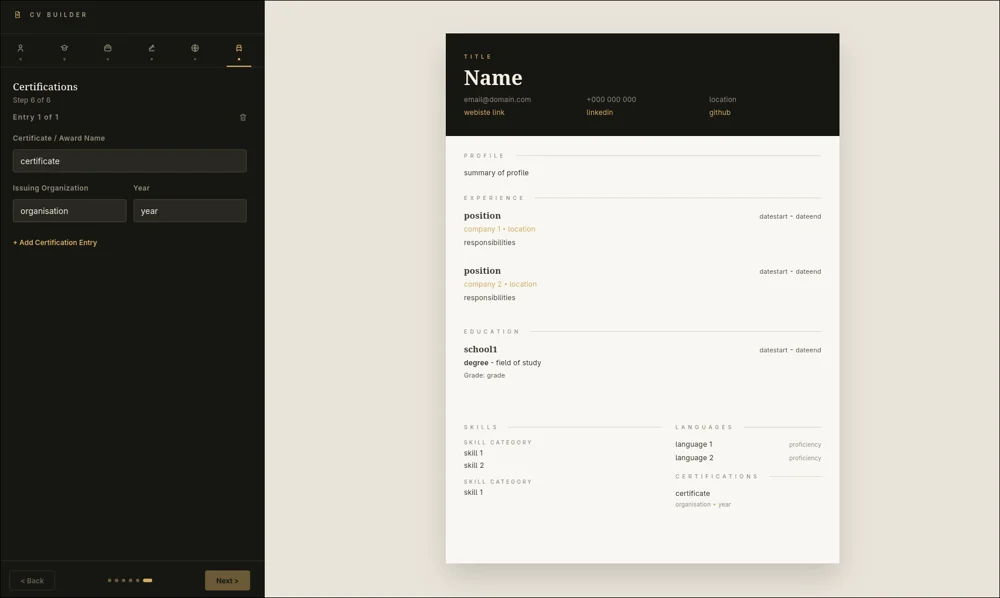 CV BUILDER
Certifications
Step 6 of 6
Entry 1 of 1
Certificate / Award Name
certificate
Issuing Organization Year
organisation year
+ Add Certification Entry
< Back Next >
TITLE
Name
email@domain.com +000 000 000 location
webiste link linkedin github
PROFILE
summary of profile
EXPERIENCE
position datestart - dateend
company 1 • location
responsibilities
position datestart - dateend
company 2 • location
responsibilities
EDUCATION
school1 datestart - dateend
degree - field of study
Grade: grade
SKILLS
SKILL CATEGORY
skill 1
skill 2
SKILL CATEGORY
skill 1
LANGUAGES
language 1 proficiency
language 2 proficiency
CERTIFICATIONS
certificate
organisation • year